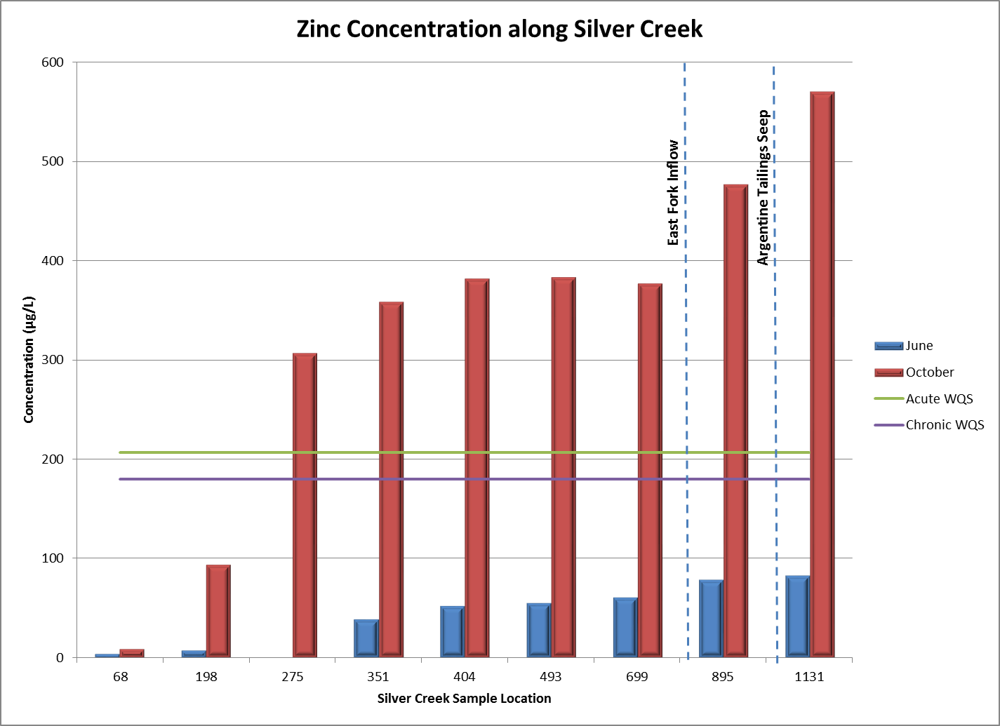 Zinc Concentration along Silver Creek
600
500
400
300
200
100
0
Concentration (µg/L)
East Fork Inflow
Argentine Tailings Seep
June
October
Acute WQS
Chronic WQS
68 198 275 351 404 493 699 895 1131
Silver Creek Sample Location